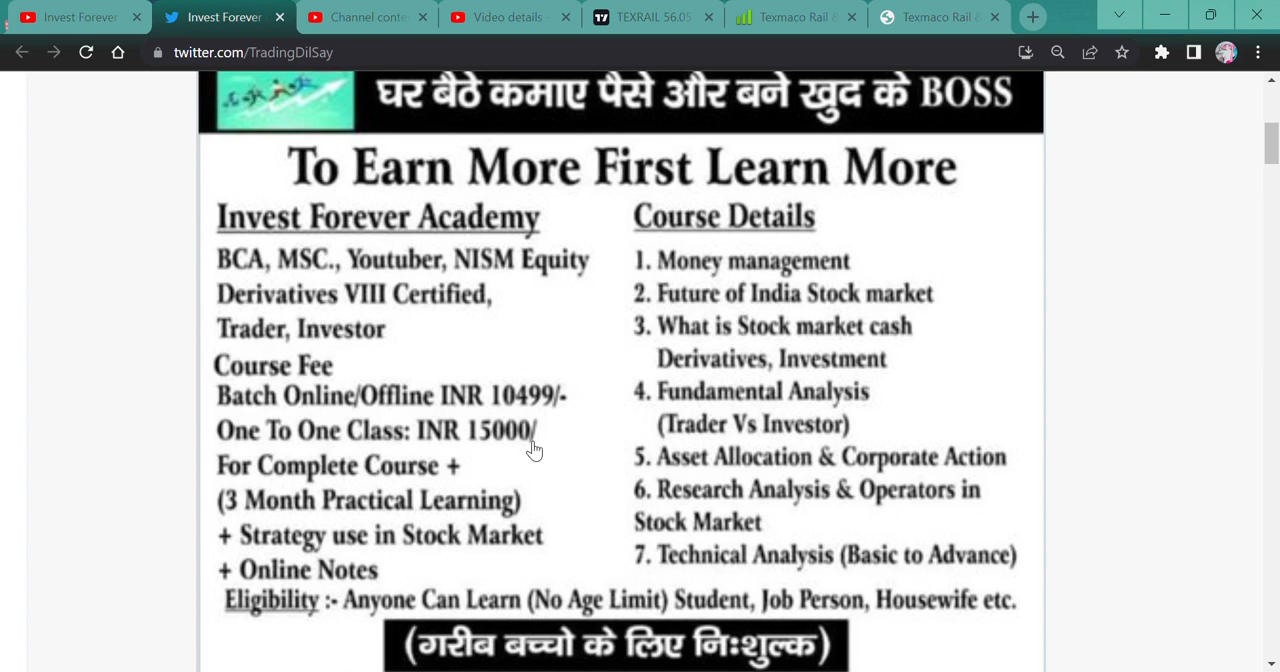 Invest Forever
Invest Forever
Channel conte
Video details -
TEXRAIL 56.05
Texmaco Rail &
Texmaco Rail &
twitter.com/TradingDilSay
घर बैठे कमाए पैसे और बने खुद के BOSS
To Earn More First Learn More
Invest Forever Academy
BCA, MSC., Youtuber, NISM Equity
Derivatives VIII Certified,
Trader, Investor
Course Fee
Batch Online/Offline INR 10499/-
One To One Class: INR 15000/
For Complete Course +
(3 Month Practical Learning)
+ Strategy use in Stock Market
+ Online Notes
Course Details
1. Money management
2. Future of India Stock market
3. What is Stock market cash
Derivatives, Investment
4. Fundamental Analysis
(Trader Vs Investor)
5. Asset Allocation & Corporate Action
6. Research Analysis & Operators in
Stock Market
7. Technical Analysis (Basic to Advance)
Eligibility :- Anyone Can Learn (No Age Limit) Student, Job Person, Housewife etc.
(गरीब बच्चो के लिए निःशुल्क)